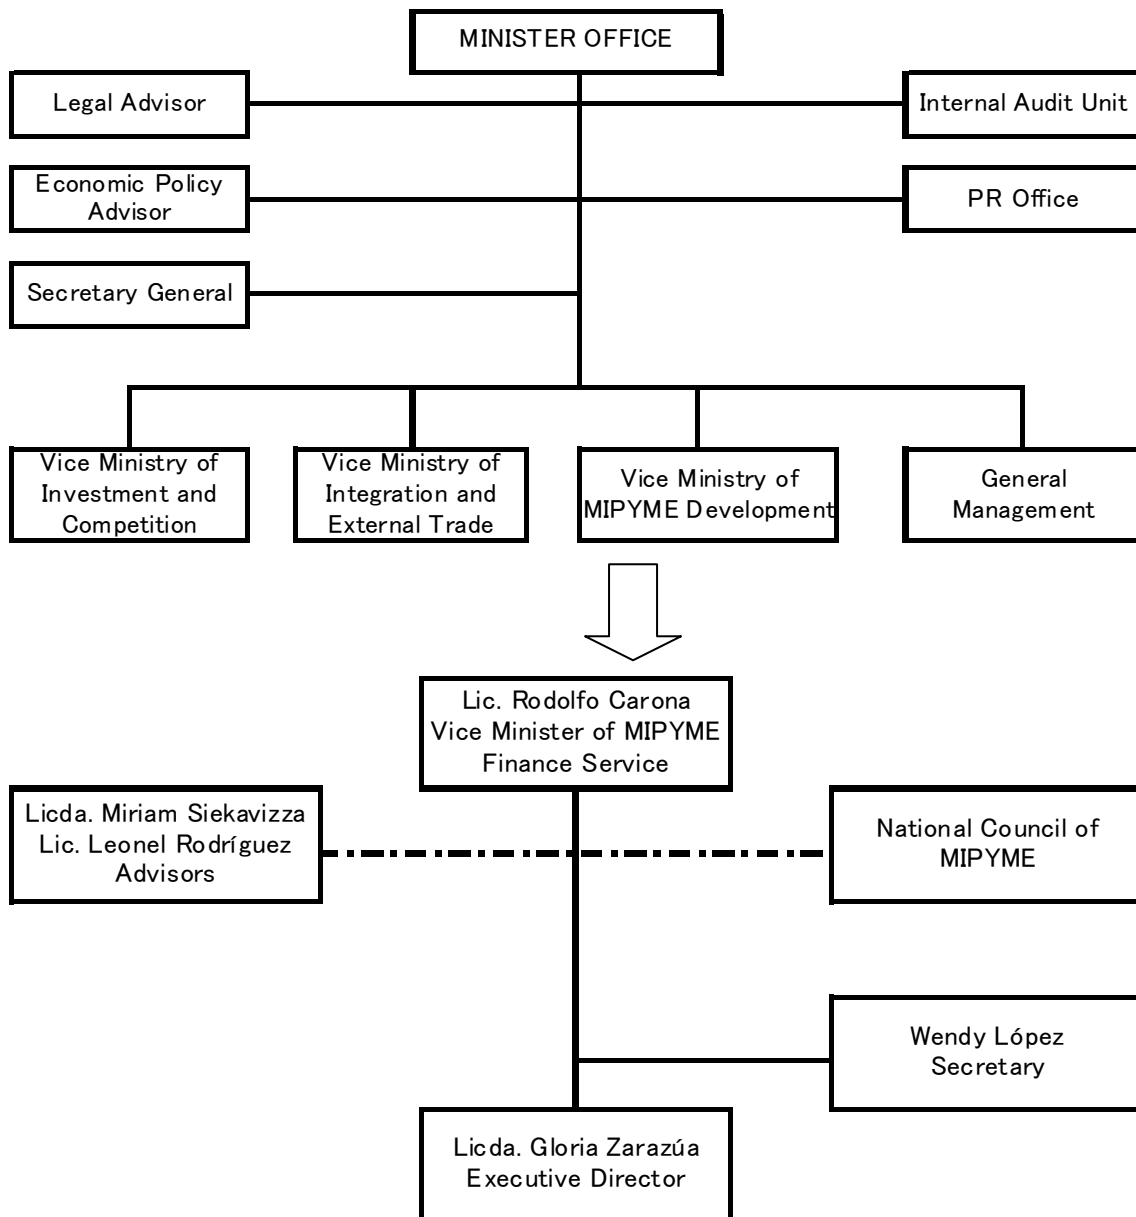 MINISTER OFFICE
Legal Advisor
Internal Audit Unit
Economic Policy
Advisor
PR Office
Secretary General
Vice Ministry of
Investment and
Competition
Vice Ministry of
Integration and
External Trade
Vice Ministry of
MIPYME Development
General
Management
Lic. Rodolfo Carona
Vice Minister of MIPYME
Finance Service
Licda. Miriam Siekavizza
Lic. Leonel Rodríguez
Advisors
National Council of
MIPYME
Wendy López
Secretary
Licda. Gloria Zarazúa
Executive Director